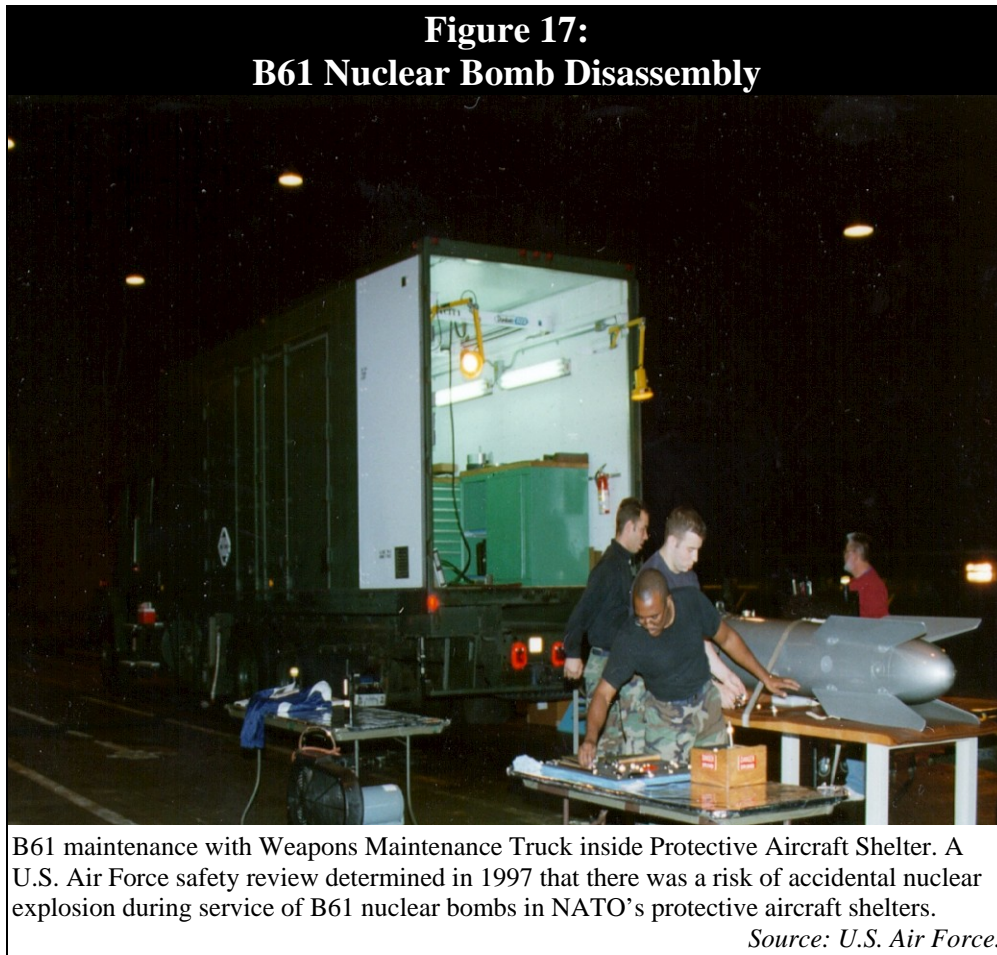 Figure 17:
B61 Nuclear Bomb Disassembly
B61 maintenance with Weapons Maintenance Truck inside Protective Aircraft Shelter. A
U.S. Air Force safety review determined in 1997 that there was a risk of accidental nuclear
explosion during service of B61 nuclear bombs in NATO’s protective aircraft shelters.
Source: U.S. Air Force.